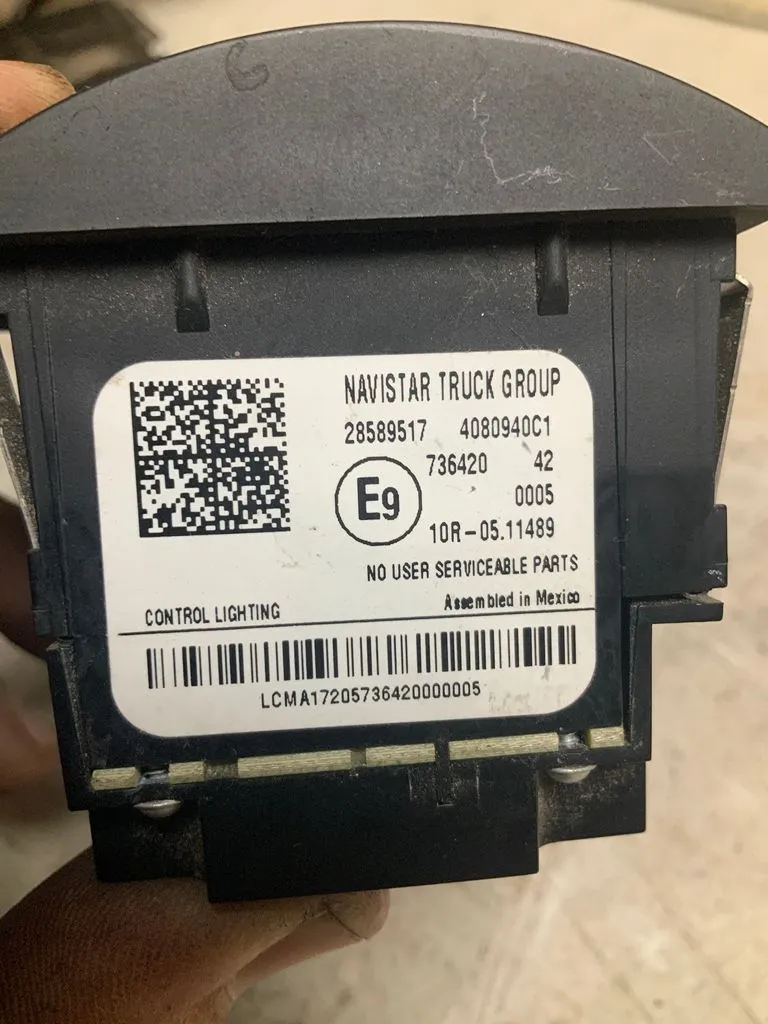 NAVISTAR TRUCK GROUP
28589517 4080940C1
736420 42
E9
0005
10R-05.11489
NO USER SERVICEABLE PARTS
Assembled in Mexico
CONTROL LIGHTING
LCMA17205736420000005